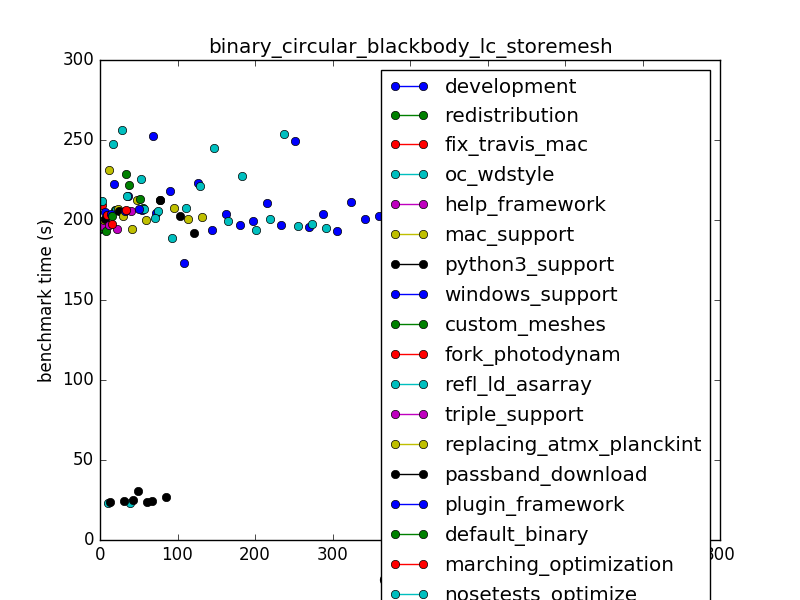 binary_circular_blackbody_lc_storemesh
300
250
200
150
100
50
0
benchmark time (s)
0 100 200 300 800
development
redistribution
fix_travis_mac
oc_wdstyle
help_framework
mac_support
python3_support
windows_support
custom_meshes
fork_photodynam
refl_ld_asarray
triple_support
replacing_atmx_planckint
passband_download
plugin_framework
default_binary
marching_optimization
nosetests_optimize